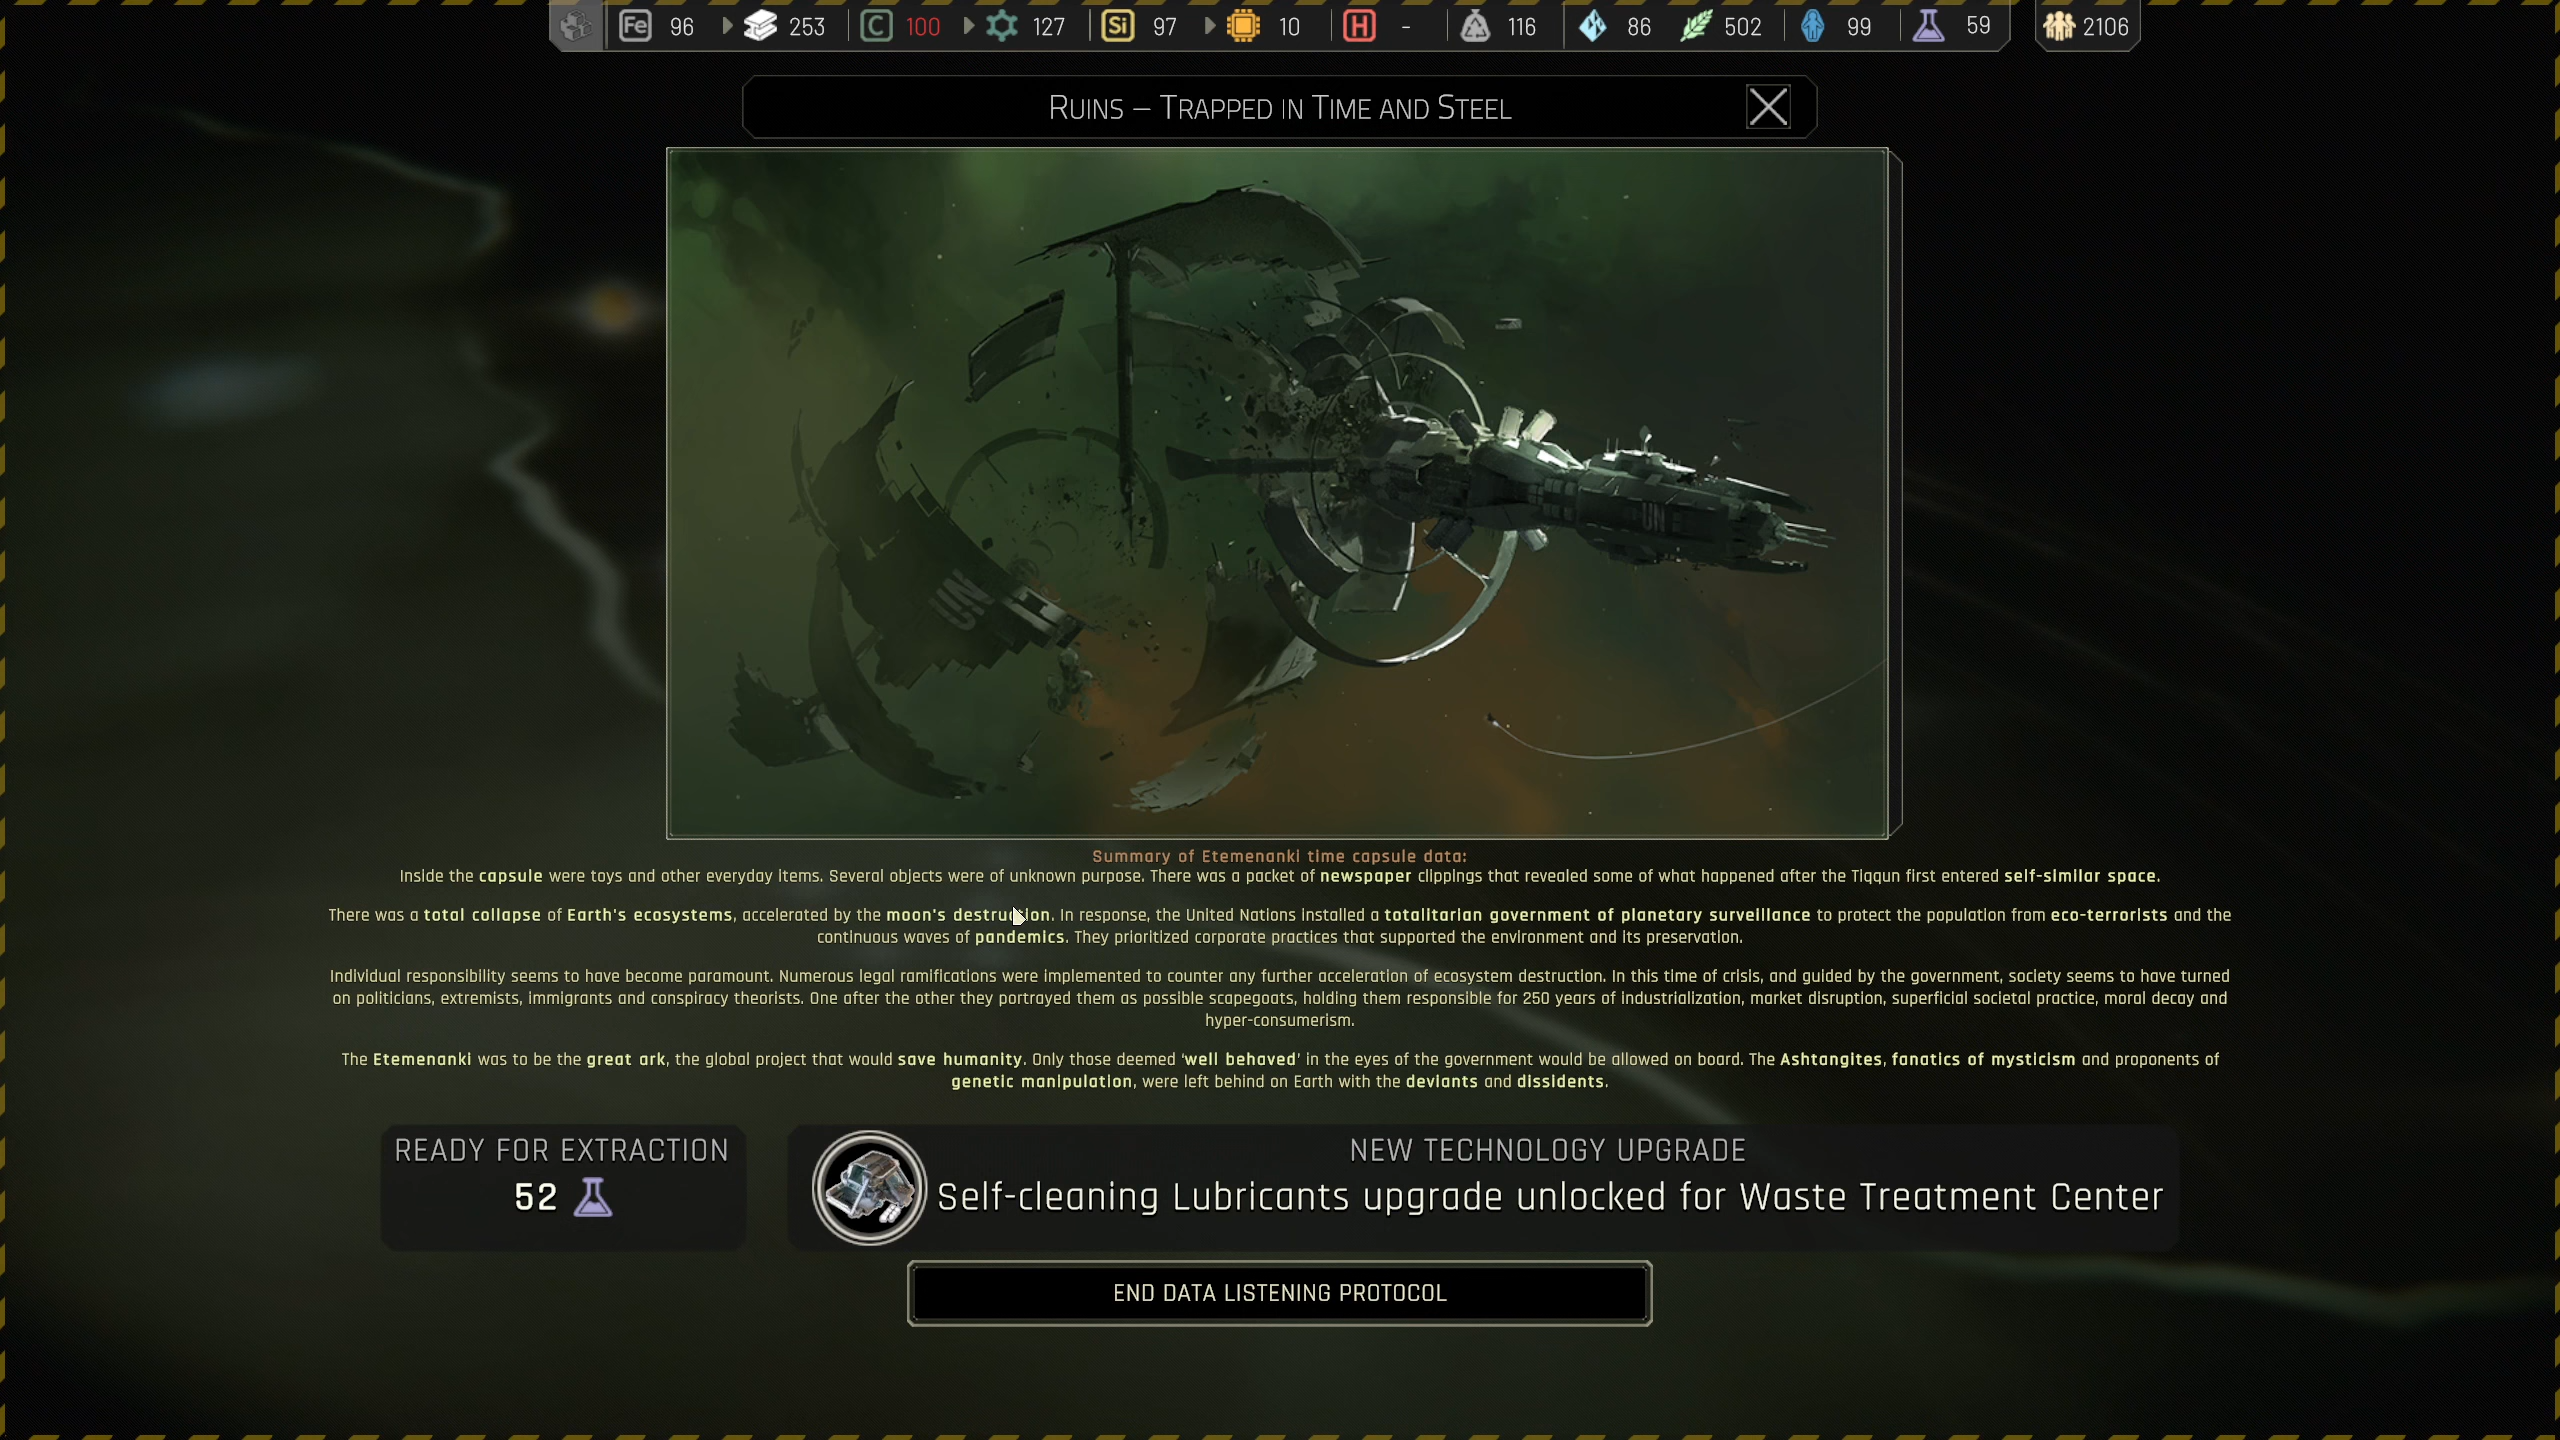 Fe 96 253 C 100 127 Si 97 10 H - 116 86 502 99 59 2106
Ruins – Trapped in Time and Steel
UN
UN
Summary of Etemenanki time capsule data:
Inside the capsule were toys and other everyday items. Several objects were of unknown purpose. There was a packet of newspaper clippings that revealed some of what happened after the Tiqqun first entered self-similar space.
There was a total collapse of Earth's ecosystems, accelerated by the moon's destruction. In response, the United Nations installed a totalitarian government of planetary surveillance to protect the population from eco-terrorists and the
continuous waves of pandemics. They prioritized corporate practices that supported the environment and its preservation.
Individual responsibility seems to have become paramount. Numerous legal ramifications were implemented to counter any further acceleration of ecosystem destruction. In this time of crisis, and guided by the government, society seems to have turned
on politicians, extremists, immigrants and conspiracy theorists. One after the other they portrayed them as possible scapegoats, holding them responsible for 250 years of industrialization, market disruption, superficial societal practice, moral decay and
hyper-consumerism.
The Etemenanki was to be the great ark, the global project that would save humanity. Only those deemed ‘well behaved’ in the eyes of the government would be allowed on board. The Ashtangites, fanatics of mysticism and proponents of
genetic manipulation, were left behind on Earth with the deviants and dissidents.
READY FOR EXTRACTION
52
NEW TECHNOLOGY UPGRADE
Self-cleaning Lubricants upgrade unlocked for Waste Treatment Center
END DATA LISTENING PROTOCOL